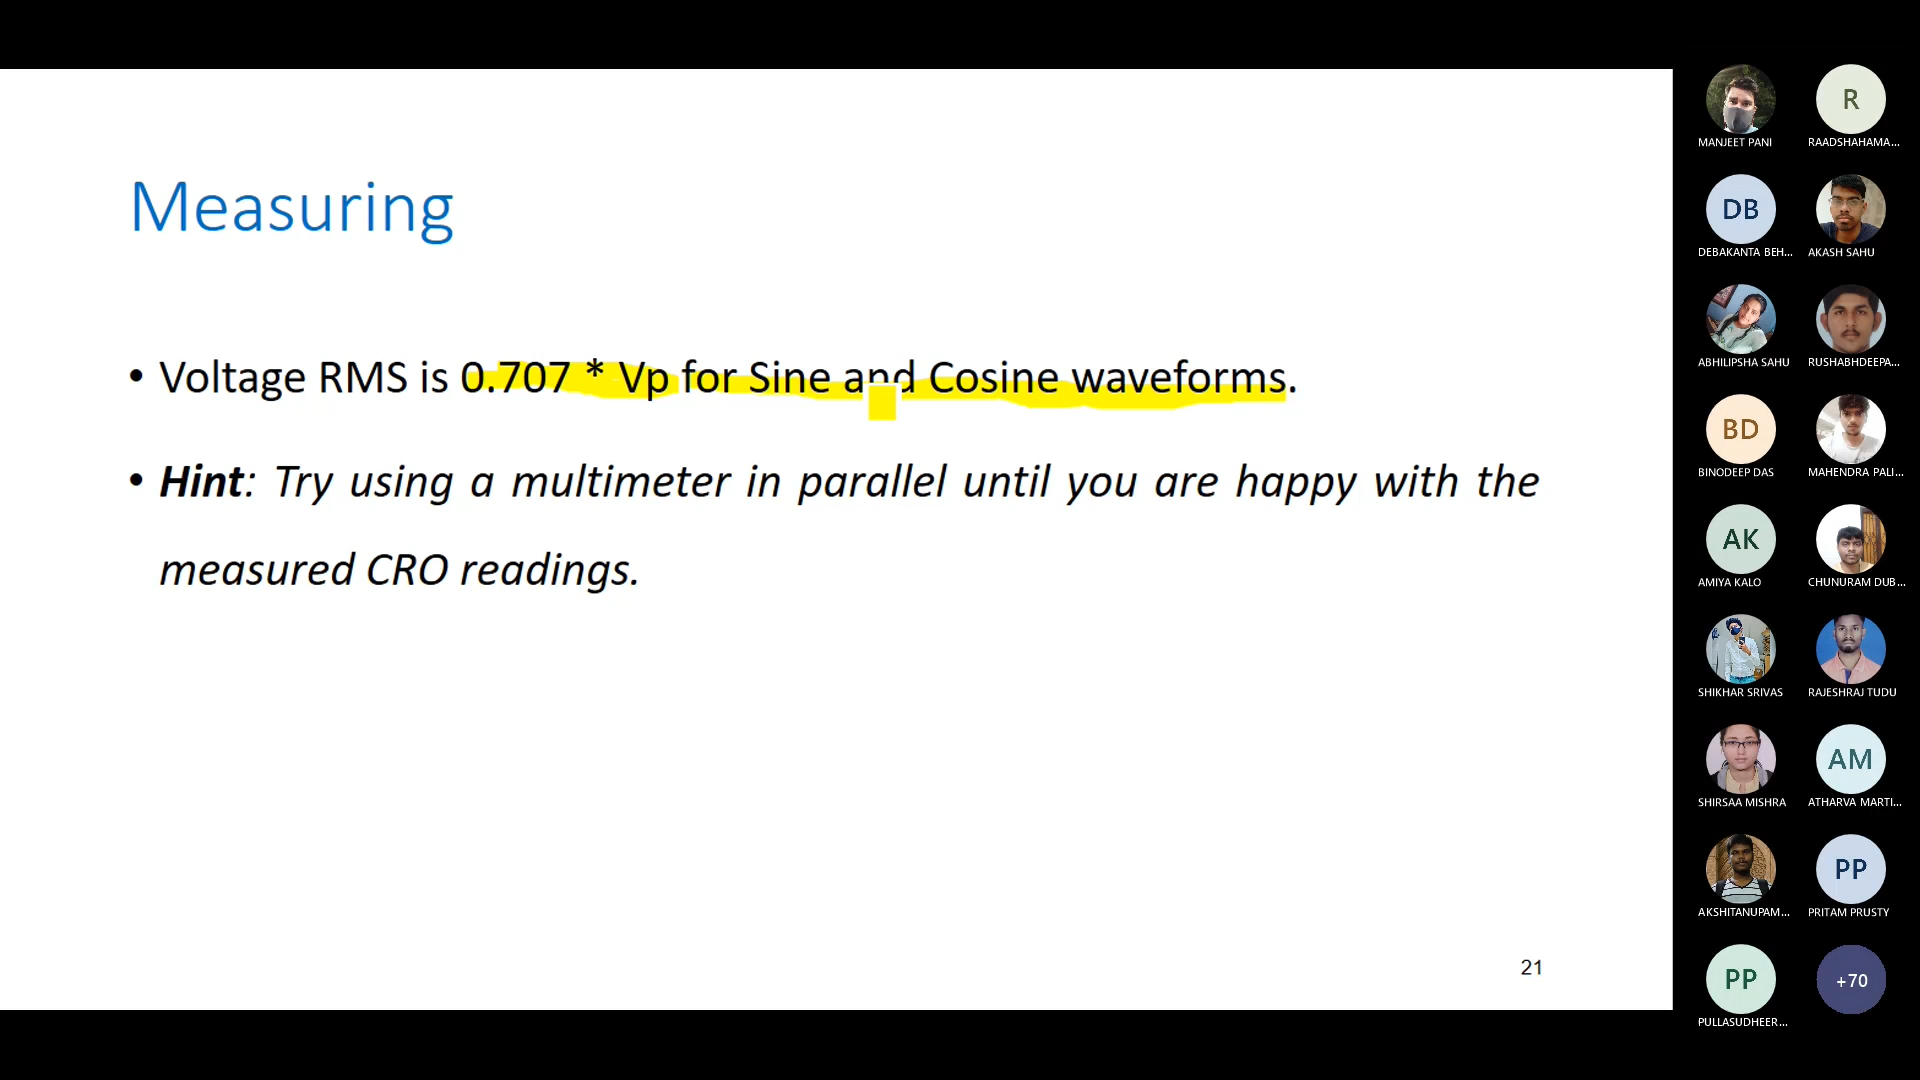 Measuring
• Voltage RMS is 0.707 * Vp for Sine and Cosine waveforms.
• Hint: Try using a multimeter in parallel until you are happy with the
measured CRO readings.
21
MANJEET PANI
R
RAADSHAHAMA...
DB
DEBAKANTA BEH...
AKASH SAHU
ABHILIPSHA SAHU
RUSHABHDEEPA...
BD
BINODEEP DAS
MAHENDRA PALI...
AK
AMIYA KALO
CHUNURAM DUB...
SHIKHAR SRIVAS
RAJESHRAJ TUDU
SHIRSAA MISHRA
AM
ATHARVA MARTI...
AKSHITANUPAM...
PP
PRITAM PRUSTY
PP
PULLASUDHEER...
+70